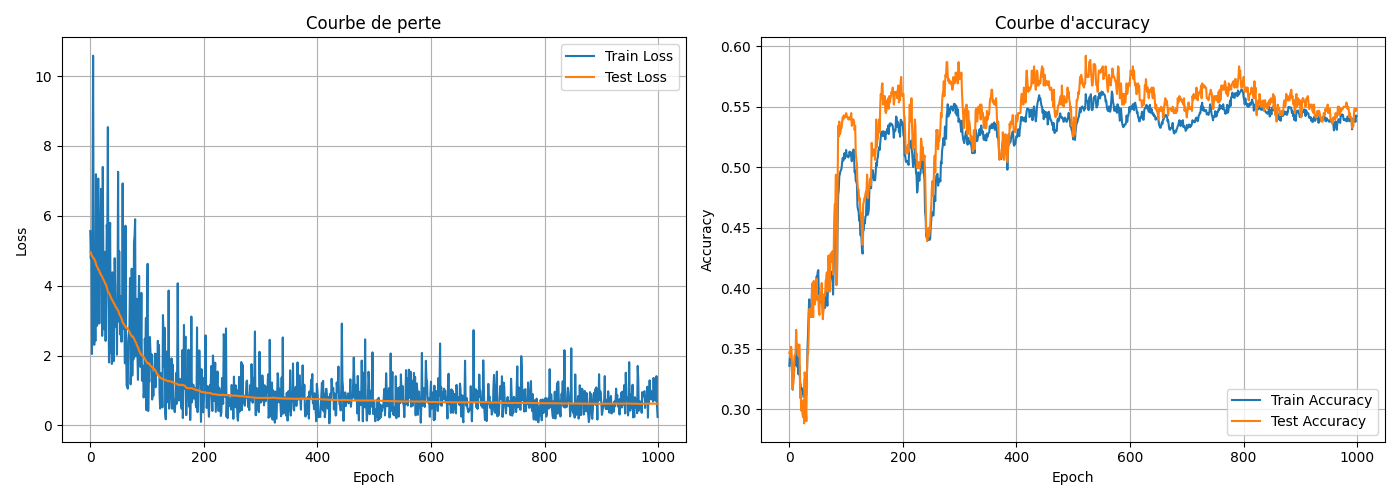 Courbe de perte
Loss
10
8
6
4
2
0
Train Loss
Test Loss
0 200 400 600 800 1000
Epoch
Courbe d'accuracy
Accuracy
0.60
0.55
0.50
0.45
0.40
0.35
0.30
Train Accuracy
Test Accuracy
0 200 400 600 800 1000
Epoch